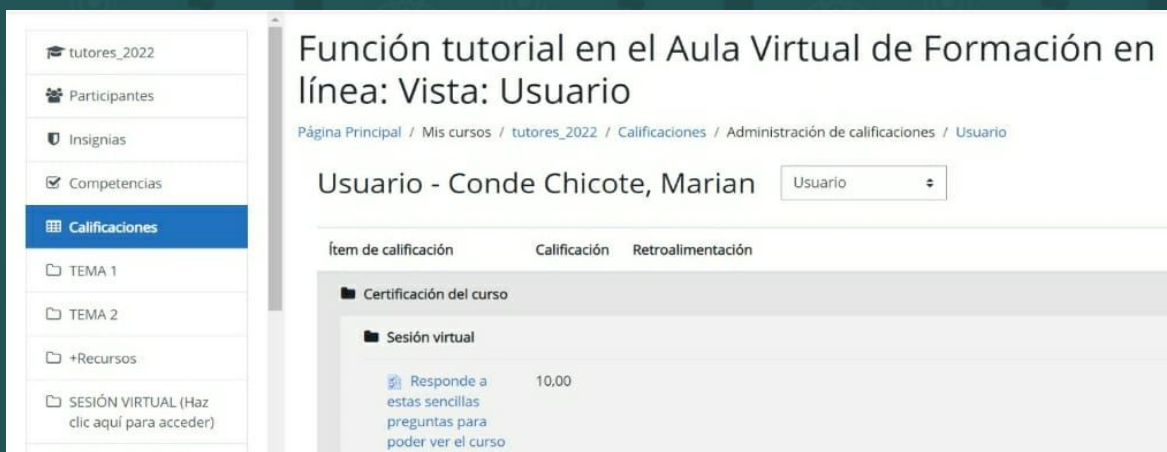 tutores_2022
Participantes
Insignias
Competencias
Calificaciones
TEMA 1
TEMA 2
+Recursos
SESIÓN VIRTUAL (Haz
clic aquí para acceder)
Función tutorial en el Aula Virtual de Formación en
línea: Vista: Usuario
Página Principal / Mis cursos / tutores_2022 / Calificaciones / Administración de calificaciones / Usuario
Usuario - Conde Chicote, Marian
Usuario
Ítem de calificación Calificación Retroalimentación
Certificación del curso
Sesión virtual
Responde a 10,00
estas sencillas
preguntas para
poder ver el curso